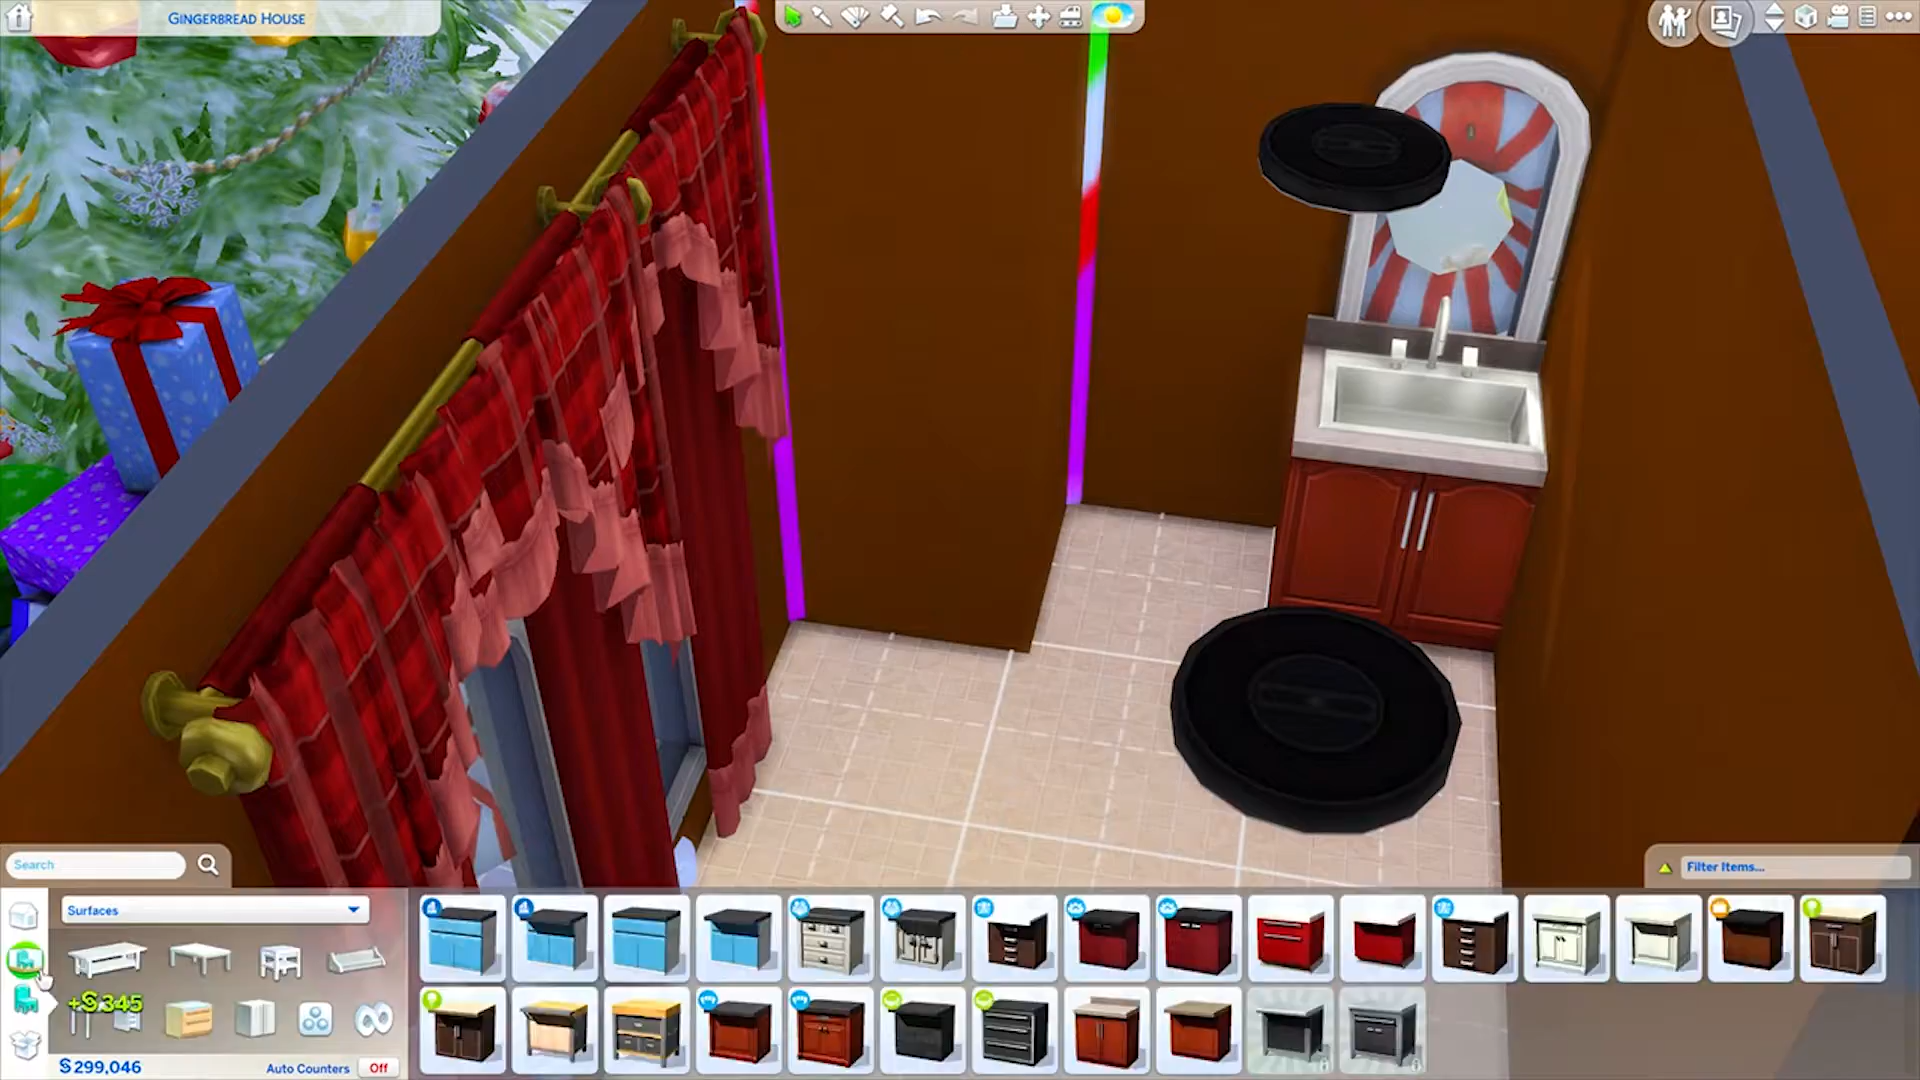 GINGERBREAD HOUSE
Search
Filter Items...
Surfaces
+§345
§299,046
Auto Counters
Off